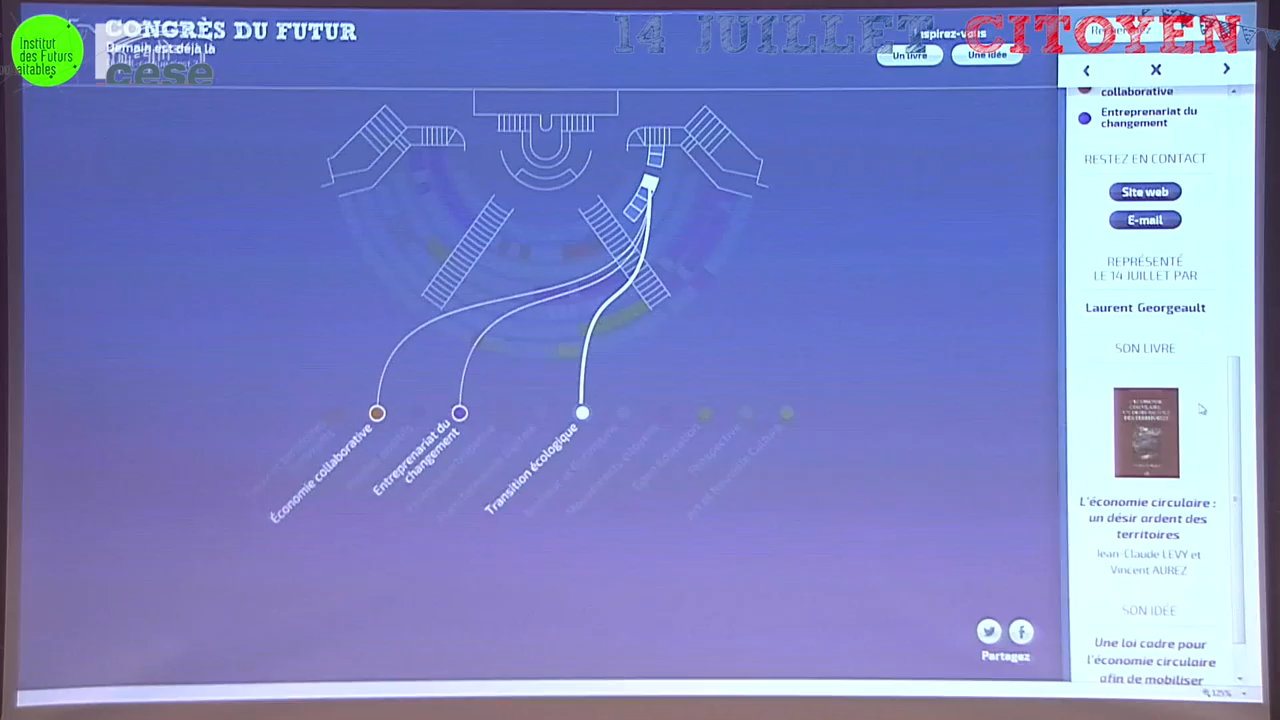 Institut
des Futurs
aitables
CONGRÈS DU FUTUR
Demain est déjà là
.cese
14 JUILLET CITOYEN
Inspirez-vous
Un livre
Une idée
collaborative
Entreprenariat du
changement
RESTEZ EN CONTACT
Site web
E-mail
REPRÉSENTÉ
LE 14 JUILLET PAR
Laurent Georgeault
SON LIVRE
L'économie circulaire :
un désir ardent des
territoires
Jean-Claude LEVY et
Vincent AUREZ
SON IDÉE
Une loi cadre pour
l'économie circulaire
afin de mobiliser
Économie collaborative
Entreprenariat du
changement
Transition écologique
Partagez
125%